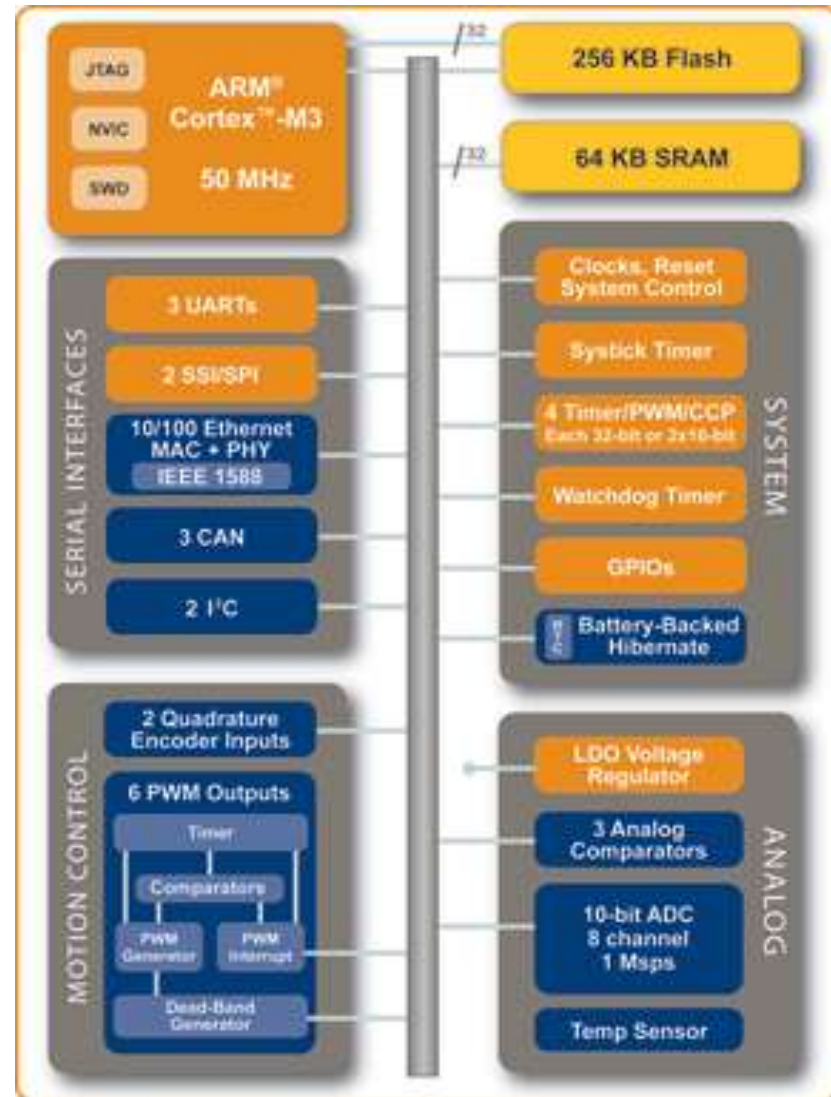 JTAG
NVIC
SWD
ARM®
Cortex™-M3
50 MHz
32
256 KB Flash
32
64 KB SRAM
SERIAL INTERFACES
3 UARTs
2 SSI/SPI
10/100 Ethernet
MAC + PHY
IEEE 1588
3 CAN
2 I²C
SYSTEM
Clocks, Reset
System Control
Systick Timer
4 Timer/PWM/CCP
Each 32-bit or 2x16-bit
Watchdog Timer
GPIOs
RTC
Battery-Backed
Hibernate
MOTION CONTROL
2 Quadrature
Encoder Inputs
6 PWM Outputs
Timer
Comparators
PWM
Generator
PWM
Interrupt
Dead-Band
Generator
ANALOG
LDO Voltage
Regulator
3 Analog
Comparators
10-bit ADC
8 channel
1 Msps
Temp Sensor